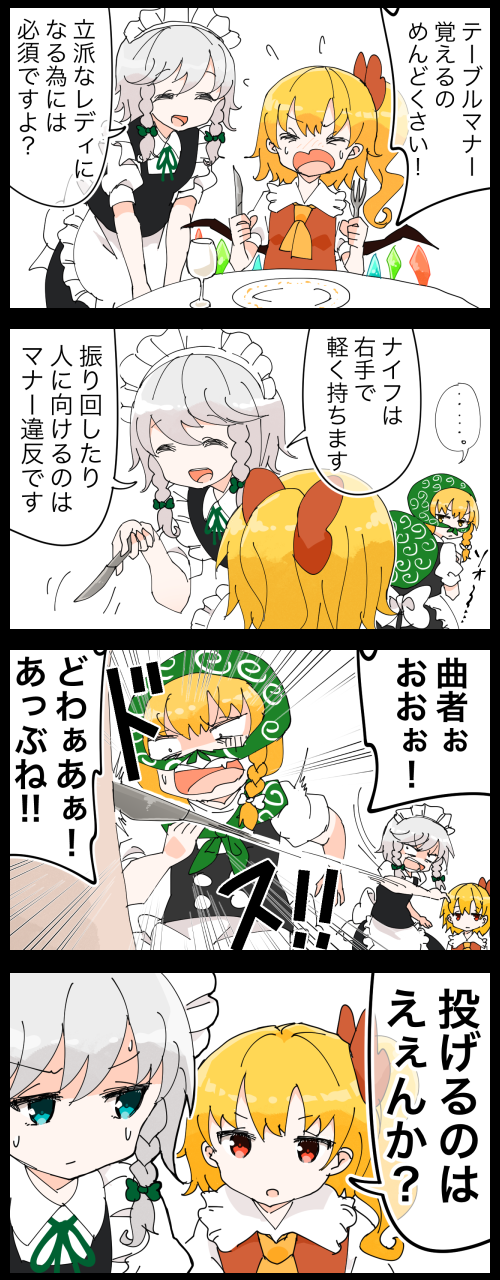 テーブルマナー
覚えるの
めんどくさい！
立派なレディに
なる為には
必須ですよ？
ナイフは
右手で
軽く持ちます
振り回したり
人に向けるのは
マナー違反です
・・・・・。
ソォ〜…
曲者ぉ
おおぉ！
ドス!!
どわぁあぁ！
あっぶね!!
投げるのは
ええんか？